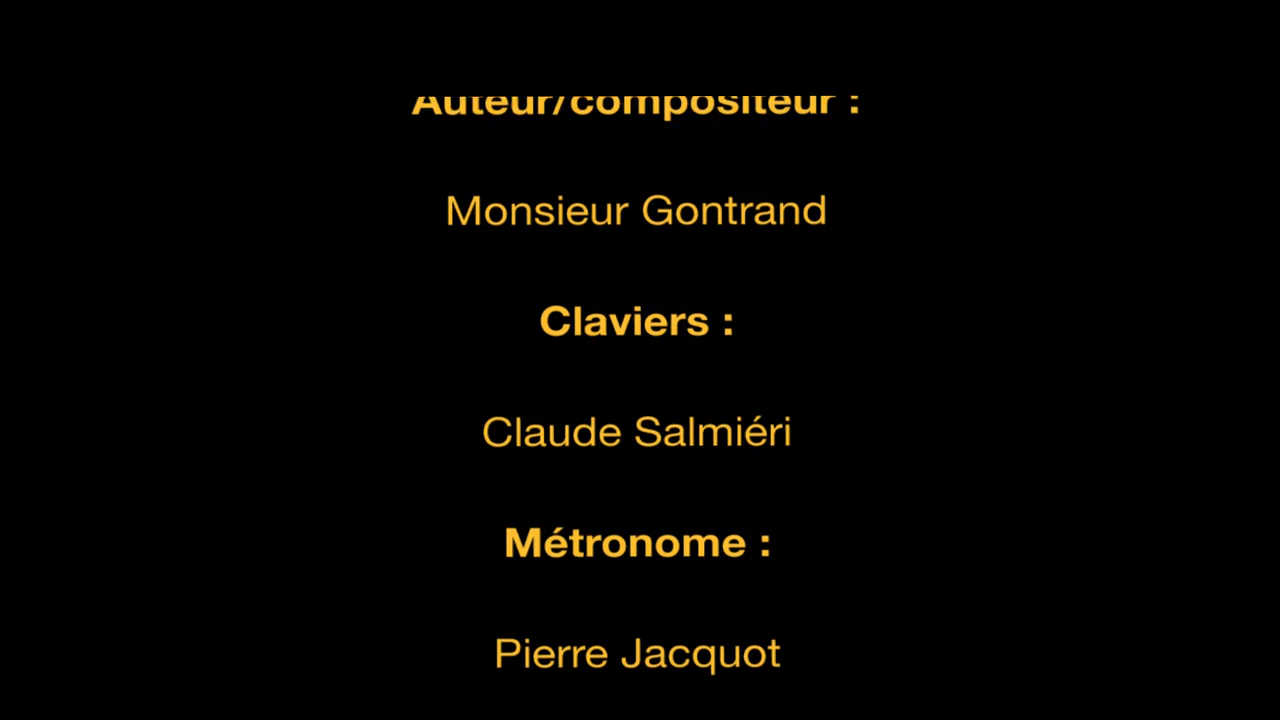 Auteur/compositeur :
Monsieur Gontrand
Claviers :
Claude Salmiéri
Métronome :
Pierre Jacquot